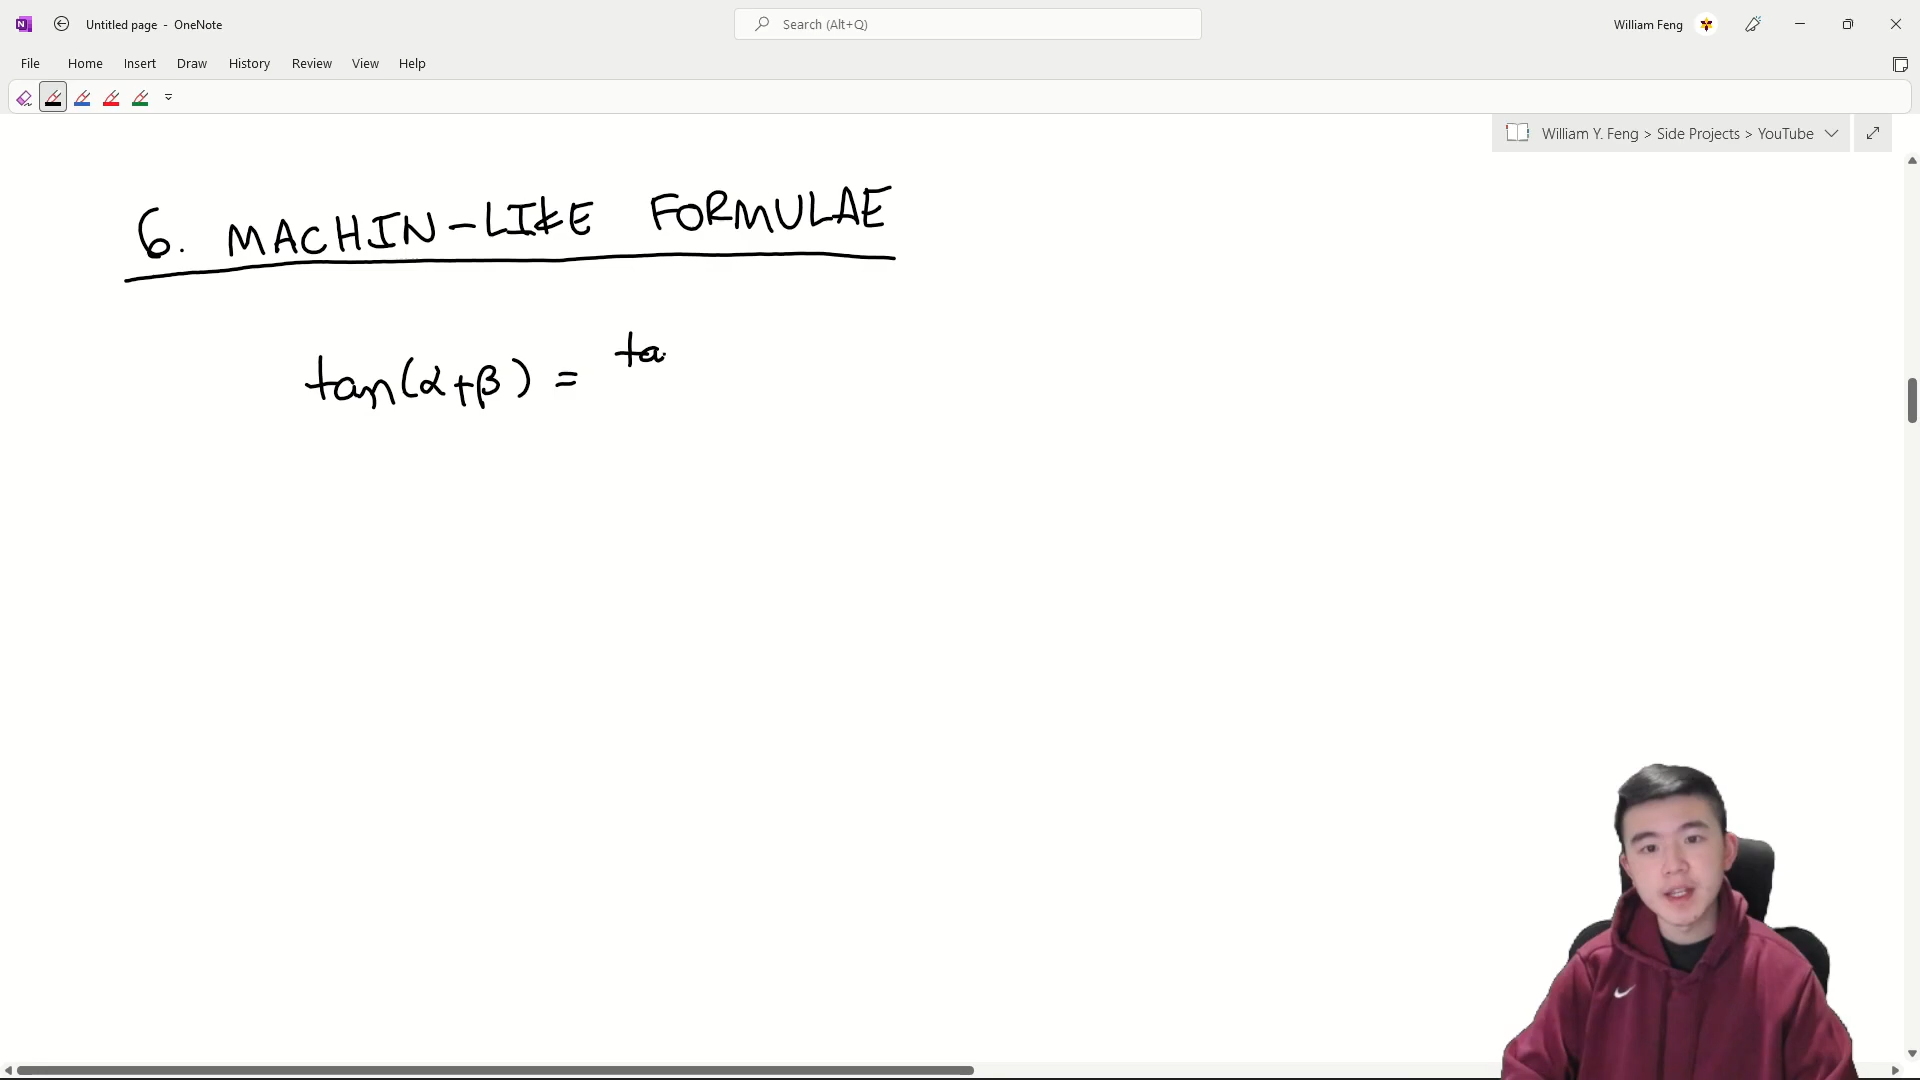 Untitled page - OneNote
Search (Alt+Q)
William Feng
File Home Insert Draw History Review View Help
William Y. Feng > Side Projects > YouTube
6. MACHIN-LIKE FORMULAE
tan(α+β) = ta